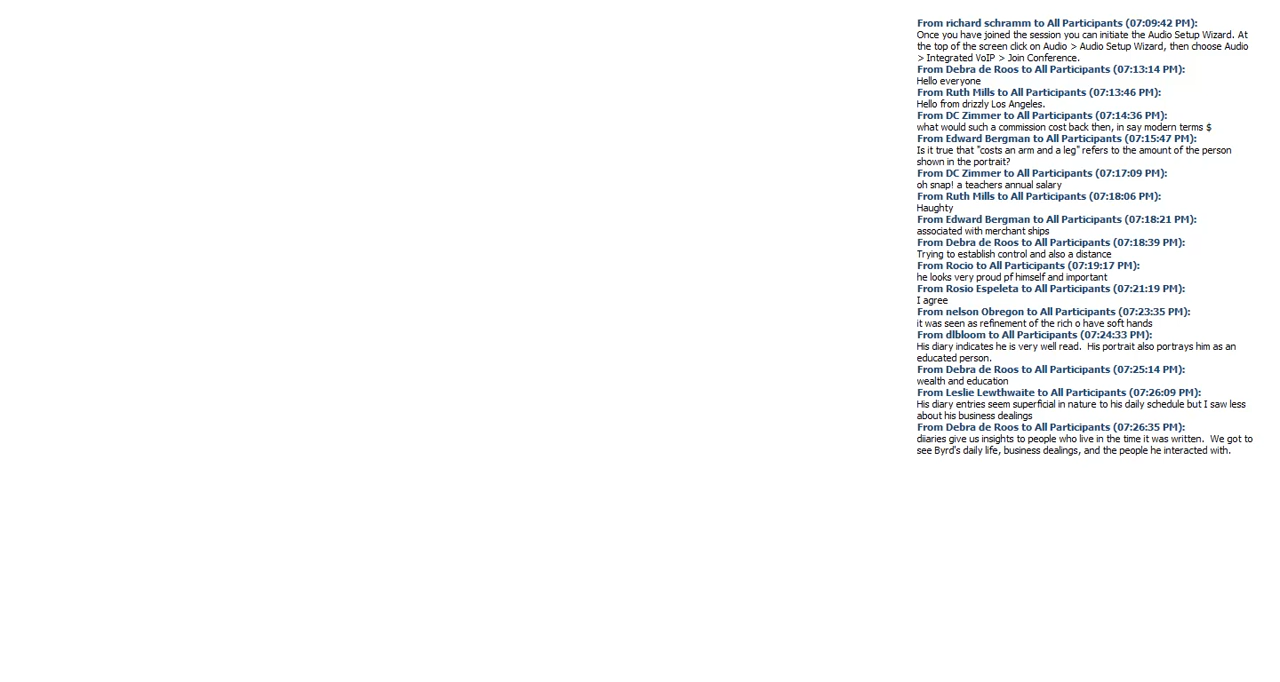 From richard schramm to All Participants (07:09:42 PM):
Once you have joined the session you can initiate the Audio Setup Wizard. At
the top of the screen click on Audio > Audio Setup Wizard, then choose Audio
> Integrated VoIP > Join Conference.
From Debra de Roos to All Participants (07:13:14 PM):
Hello everyone
From Ruth Mills to All Participants (07:13:46 PM):
Hello from drizzly Los Angeles.
From DC Zimmer to All Participants (07:14:36 PM):
what would such a commission cost back then, in say modern terms $
From Edward Bergman to All Participants (07:15:47 PM):
Is it true that "costs an arm and a leg" refers to the amount of the person
shown in the portrait?
From DC Zimmer to All Participants (07:17:09 PM):
oh snap! a teachers annual salary
From Ruth Mills to All Participants (07:18:06 PM):
Haughty
From Edward Bergman to All Participants (07:18:21 PM):
associated with merchant ships
From Debra de Roos to All Participants (07:18:39 PM):
Trying to establish control and also a distance
From Rocio to All Participants (07:19:17 PM):
he looks very proud pf himself and important
From Rosio Espeleta to All Participants (07:21:19 PM):
I agree
From nelson Obregon to All Participants (07:23:35 PM):
it was seen as refinement of the rich o have soft hands
From dlbloom to All Participants (07:24:33 PM):
His diary indicates he is very well read.  His portrait also portrays him as an
educated person.
From Debra de Roos to All Participants (07:25:14 PM):
wealth and education
From Leslie Lewthwaite to All Participants (07:26:09 PM):
His diary entries seem superficial in nature to his daily schedule but I saw less
about his business dealings
From Debra de Roos to All Participants (07:26:35 PM):
diiaries give us insights to people who live in the time it was written.  We got to
see Byrd's daily life, business dealings, and the people he interacted with.